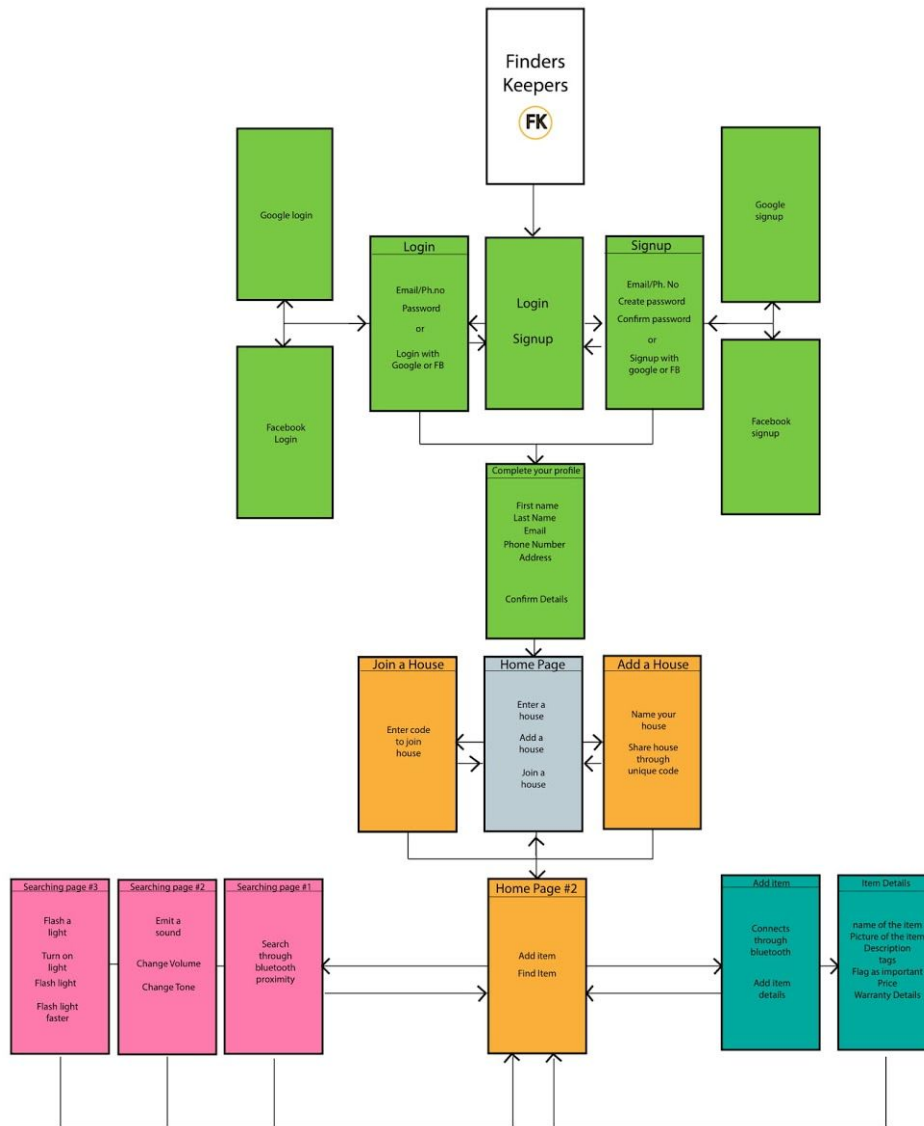 Finders
Keepers
FK
Google login
Google
signup
Login
Email/Ph.no
Password
or
Login with
Google or FB
Login
Signup
Signup
Email/Ph. No
Create password
Confirm password
or
Signup with
google or FB
Facebook
Login
Facebook
signup
Complete your profile
First name
Last Name
Email
Phone Number
Address
Confirm Details
Join a House
Enter code
to join
house
Home Page
Enter a
house
Add a
house
Join a
house
Add a House
Name your
house
Share house
through
unique code
Searching page #3
Flash a
light
Turn on
light
Flash light
Flash light
faster
Searching page #2
Emit a
sound
Change Volume
Change Tone
Searching page #1
Search
through
bluetooth
proximity
Home Page #2
Add item
Find Item
Add item
Connects
through
bluetooth
Add item
details
Item Details
name of the item
Picture of the item
Description
tags
Flag as important
Price
Warranty Details